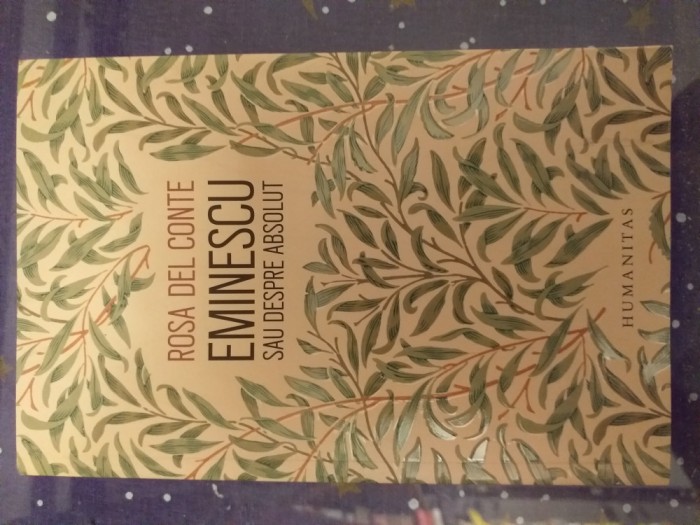 ROSA DEL CONTE
EMINESCU
SAU DESPRE ABSOLUT
HUMANITAS